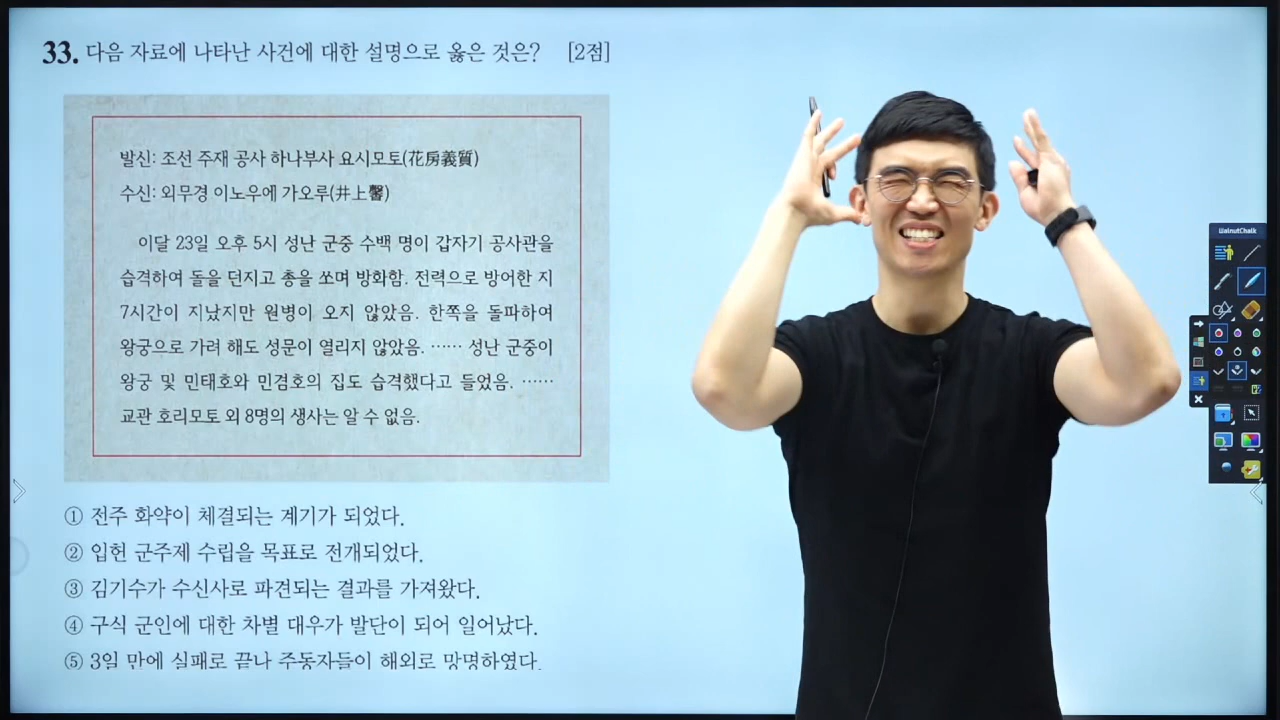 33. 다음 자료에 나타난 사건에 대한 설명으로 옳은 것은? [2점]
발신: 조선 주재 공사 하나부사 요시모토(花房義質)
수신: 외무경 이노우에 가오루(井上馨)
이달 23일 오후 5시 성난 군중 수백 명이 갑자기 공사관을
습격하여 돌을 던지고 총을 쏘며 방화함. 전력으로 방어한 지
7시간이 지났지만 원병이 오지 않았음. 한쪽을 돌파하여
왕궁으로 가려 해도 성문이 열리지 않았음. …… 성난 군중이
왕궁 및 민태호와 민겸호의 집도 습격했다고 들었음. ……
교관 호리모토 외 8명의 생사는 알 수 없음.
① 전주 화약이 체결되는 계기가 되었다.
② 입헌 군주제 수립을 목표로 전개되었다.
③ 김기수가 수신사로 파견되는 결과를 가져왔다.
④ 구식 군인에 대한 차별 대우가 발단이 되어 일어났다.
⑤ 3일 만에 실패로 끝나 주동자들이 해외로 망명하였다.
WalnutChalk